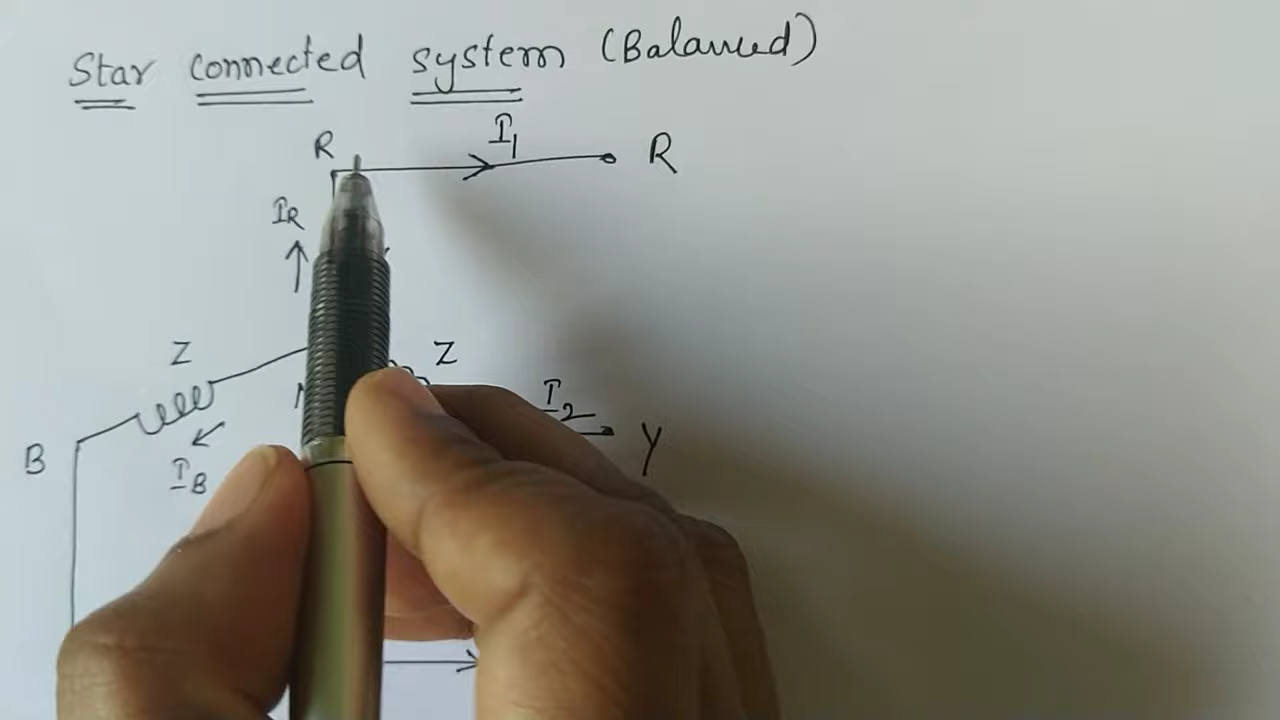 Star connected system (Balanced)
R I1 R
IR
Z Z
I2
B IB Y